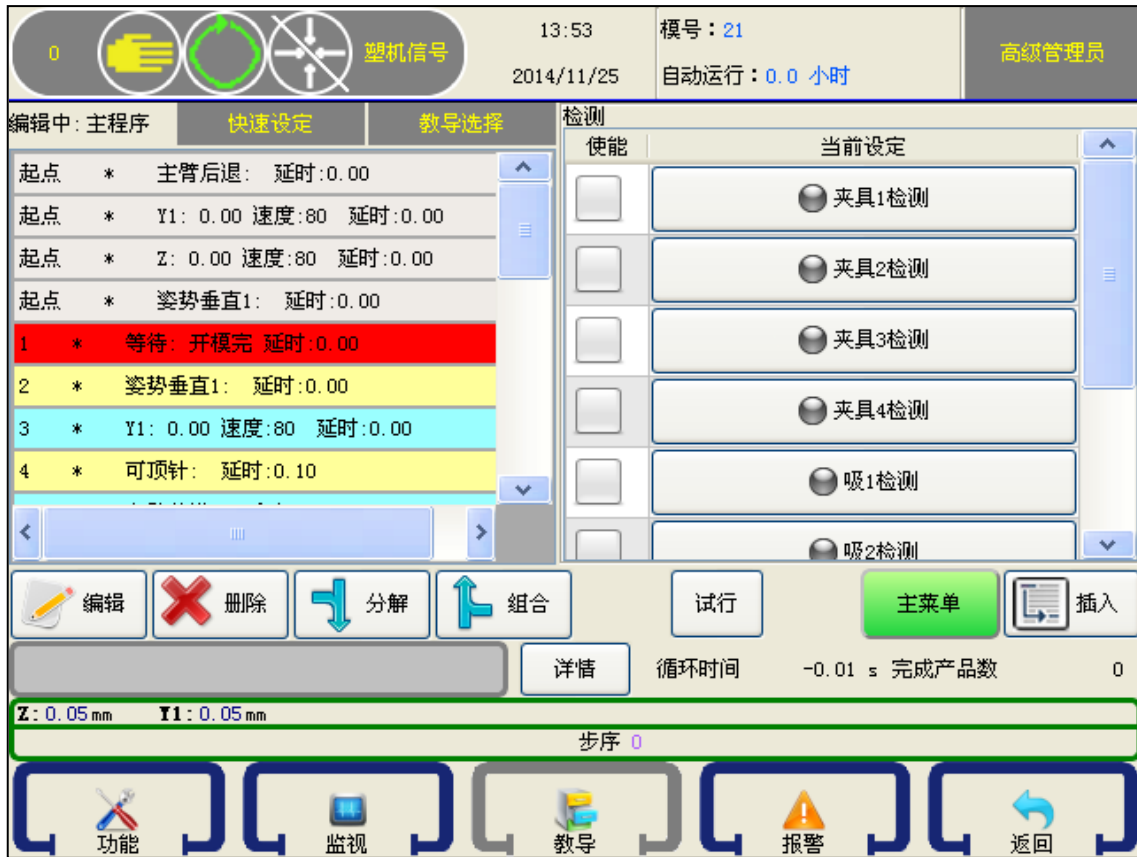 0 塑机信号
13:53
2014/11/25
模号：21
自动运行：0.0 小时
高级管理员
编辑中：主程序 快速设定 教导选择
起点 * 主臂后退: 延时:0.00
起点 * Y1: 0.00 速度:80 延时:0.00
起点 * Z: 0.00 速度:80 延时:0.00
起点 * 姿势垂直1: 延时:0.00
1 * 等待: 开模完 延时:0.00
2 * 姿势垂直1: 延时:0.00
3 * Y1: 0.00 速度:80 延时:0.00
4 * 可顶针: 延时:0.10
检测
使能 当前设定
夹具1检测
夹具2检测
夹具3检测
夹具4检测
吸1检测
吸2检测
编辑 删除 分解 组合 试行 主菜单 插入
详情 循环时间 -0.01 s 完成产品数 0
Z:0.05mm Y1:0.05mm
步序 0
功能 监视 教导 报警 返回